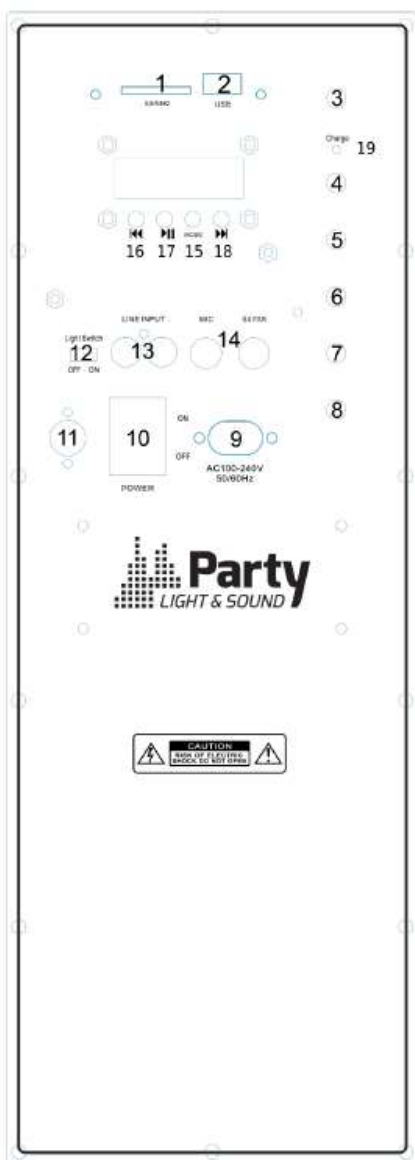 1
2
USB
3
Charge
19
4
MODE
16
17
15
18
5
6
LINE INPUT
MIC
GUITAR
Light Switch
12
13
14
OFF - ON
7
8
11
10
ON
OFF
9
POWER
AC100-240V
50/60Hz
Party
LIGHT & SOUND
CAUTION
RISK OF ELECTRIC
SHOCK DO NOT OPEN